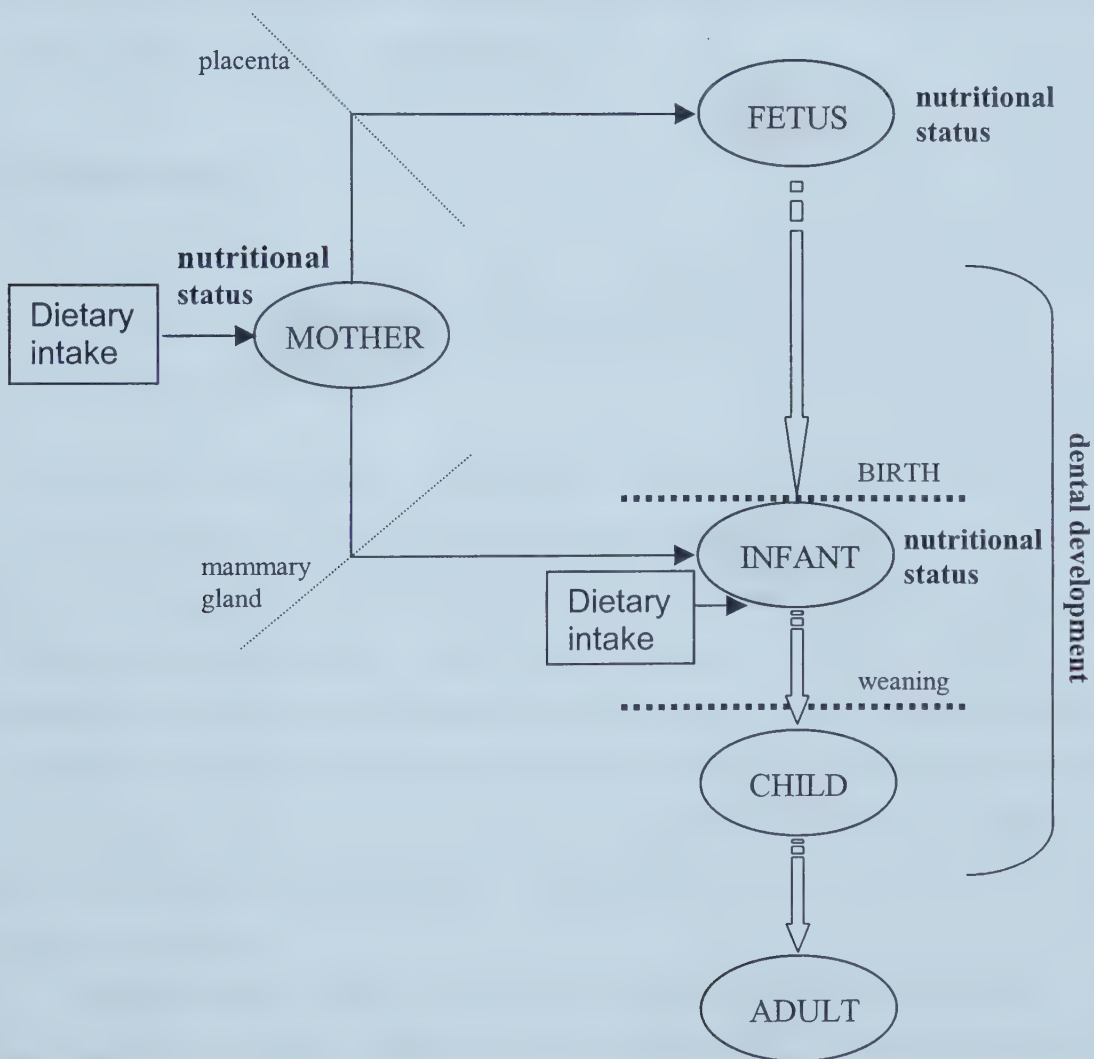 placenta
FETUS
nutritional
status
nutritional
status
Dietary
intake
MOTHER
dental development
BIRTH
mammary
gland
INFANT
nutritional
status
Dietary
intake
weaning
CHILD
ADULT